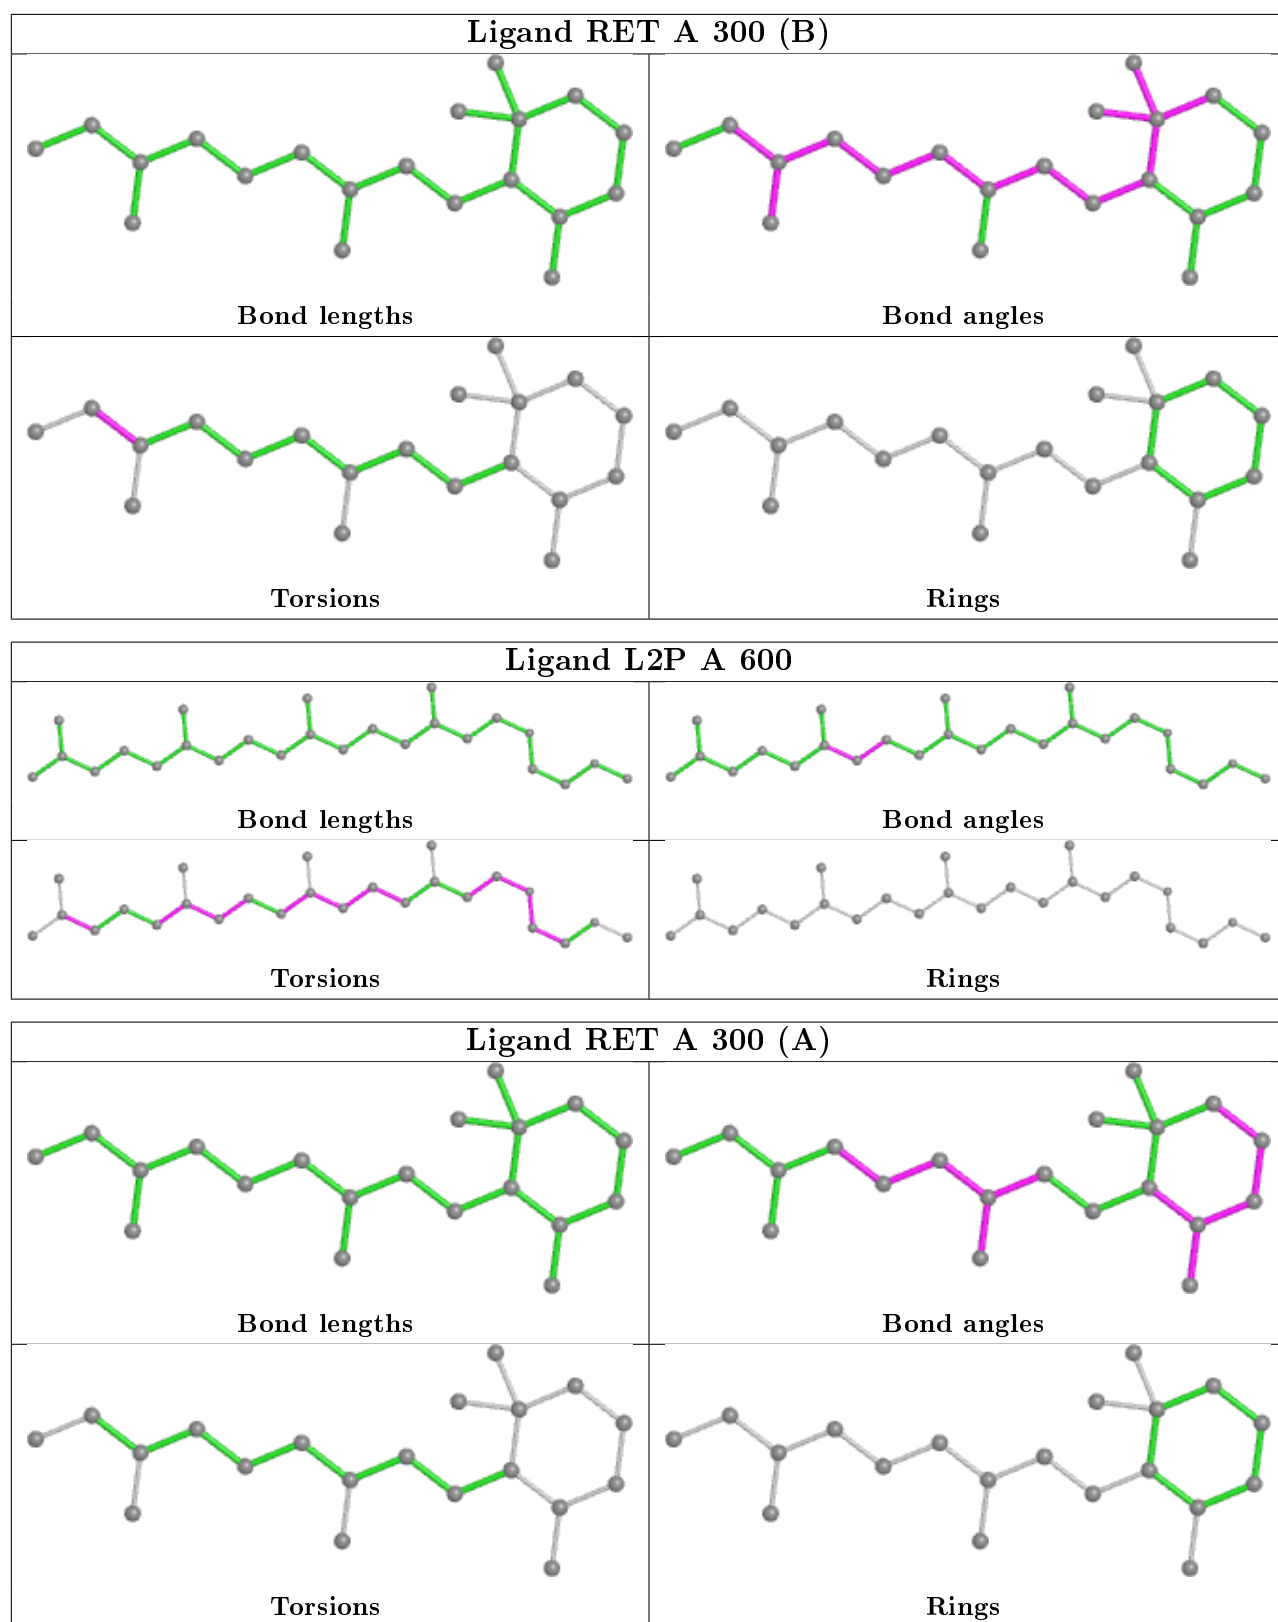 Ligand RET A 300 (B)
Bond lengths
Bond angles
Torsions
Rings
Ligand L2P A 600
Bond lengths
Bond angles
Torsions
Rings
Ligand RET A 300 (A)
Bond lengths
Bond angles
Torsions
Rings